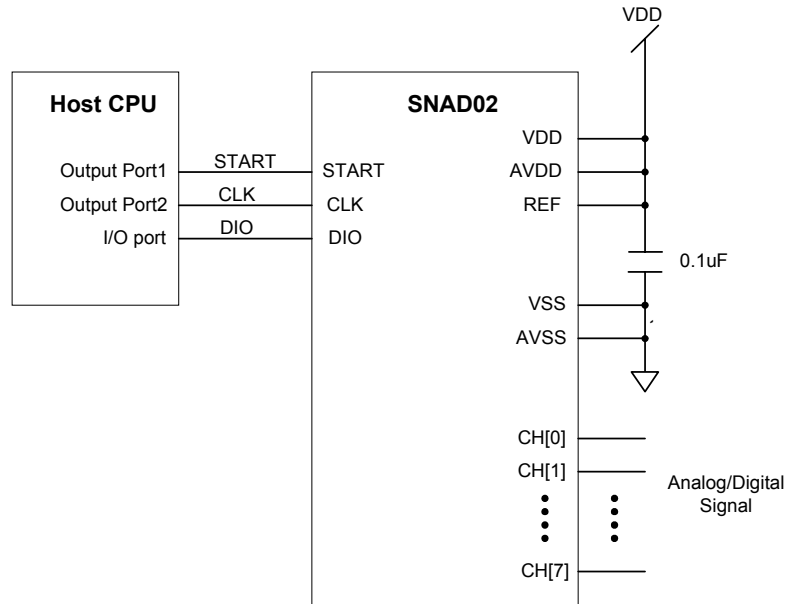 VDD
Host CPU
SNAD02
VDD
Output Port1
START
START
AVDD
Output Port2
CLK
CLK
REF
I/O port
DIO
DIO
0.1uF
VSS
AVSS
CH[0]
CH[1]
Analog/Digital
Signal
CH[7]